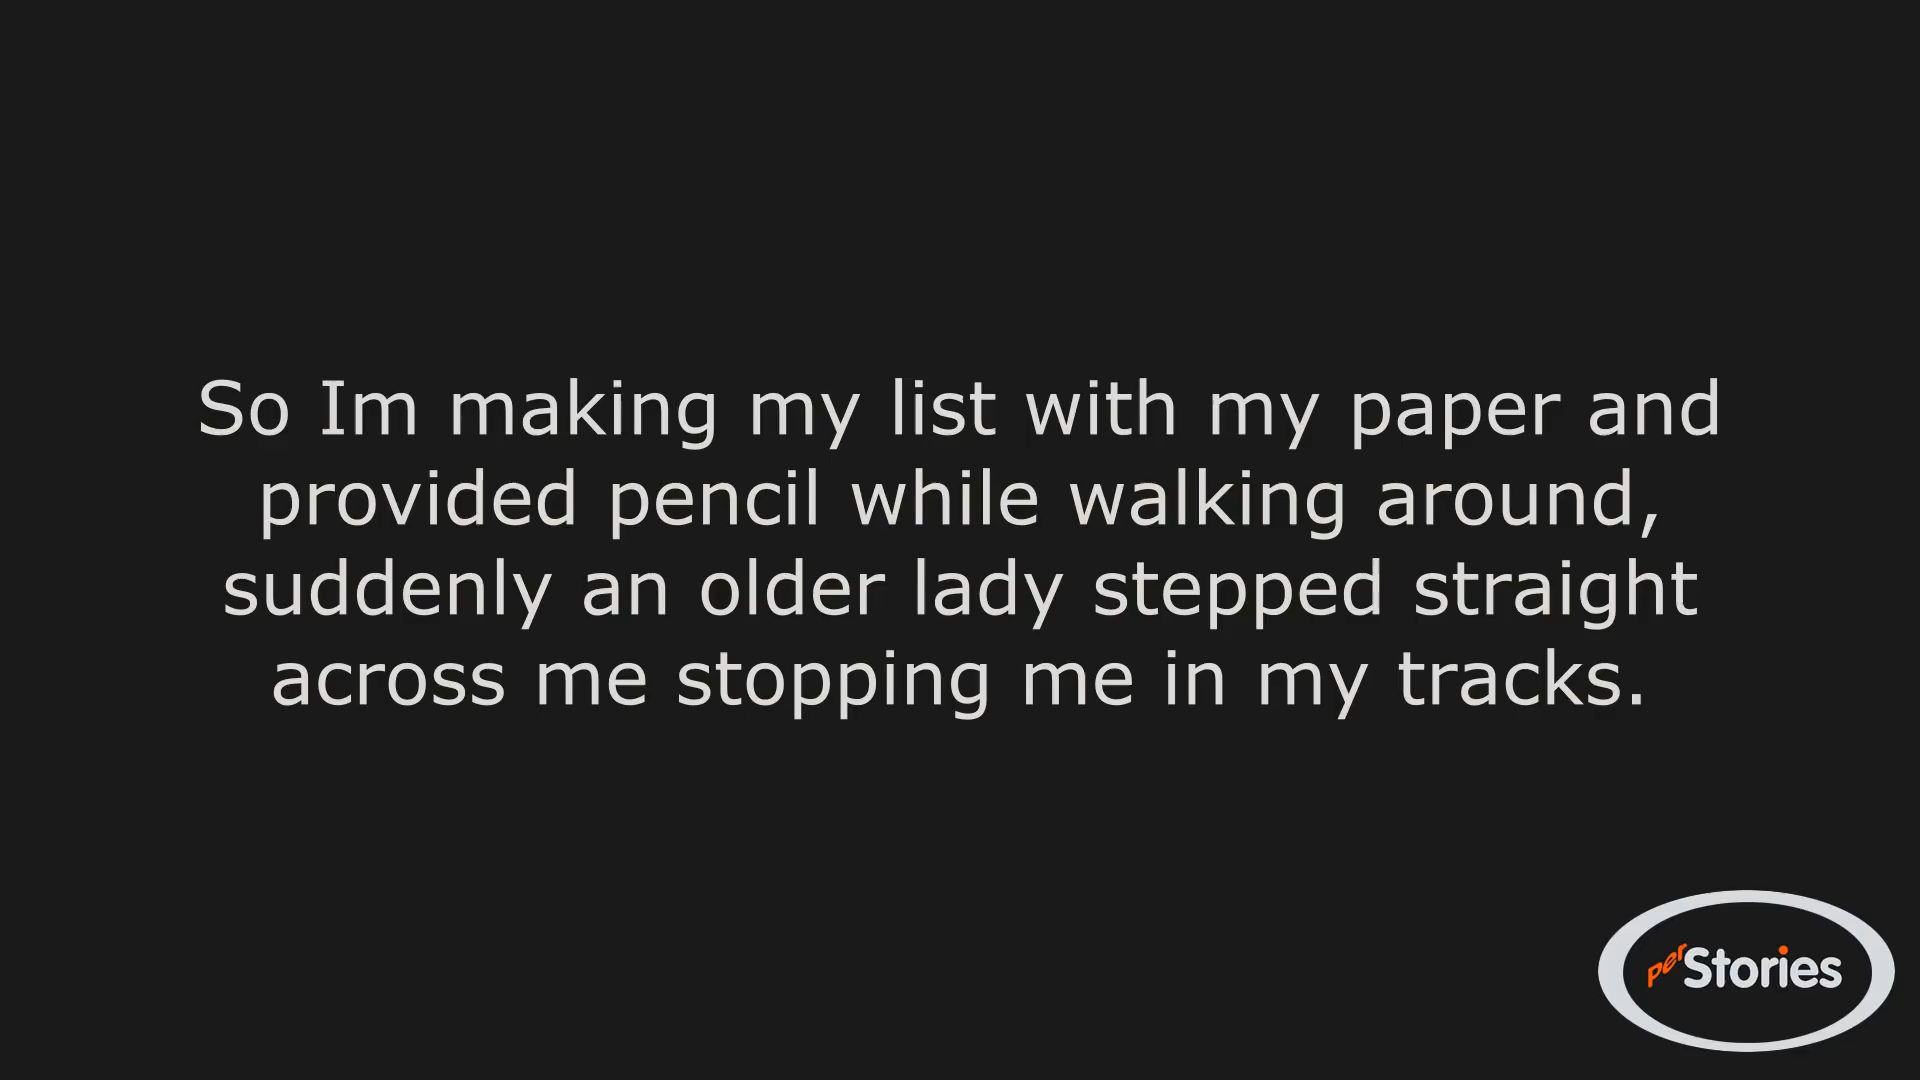 So Im making my list with my paper and
provided pencil while walking around,
suddenly an older lady stepped straight
across me stopping me in my tracks.
perStories